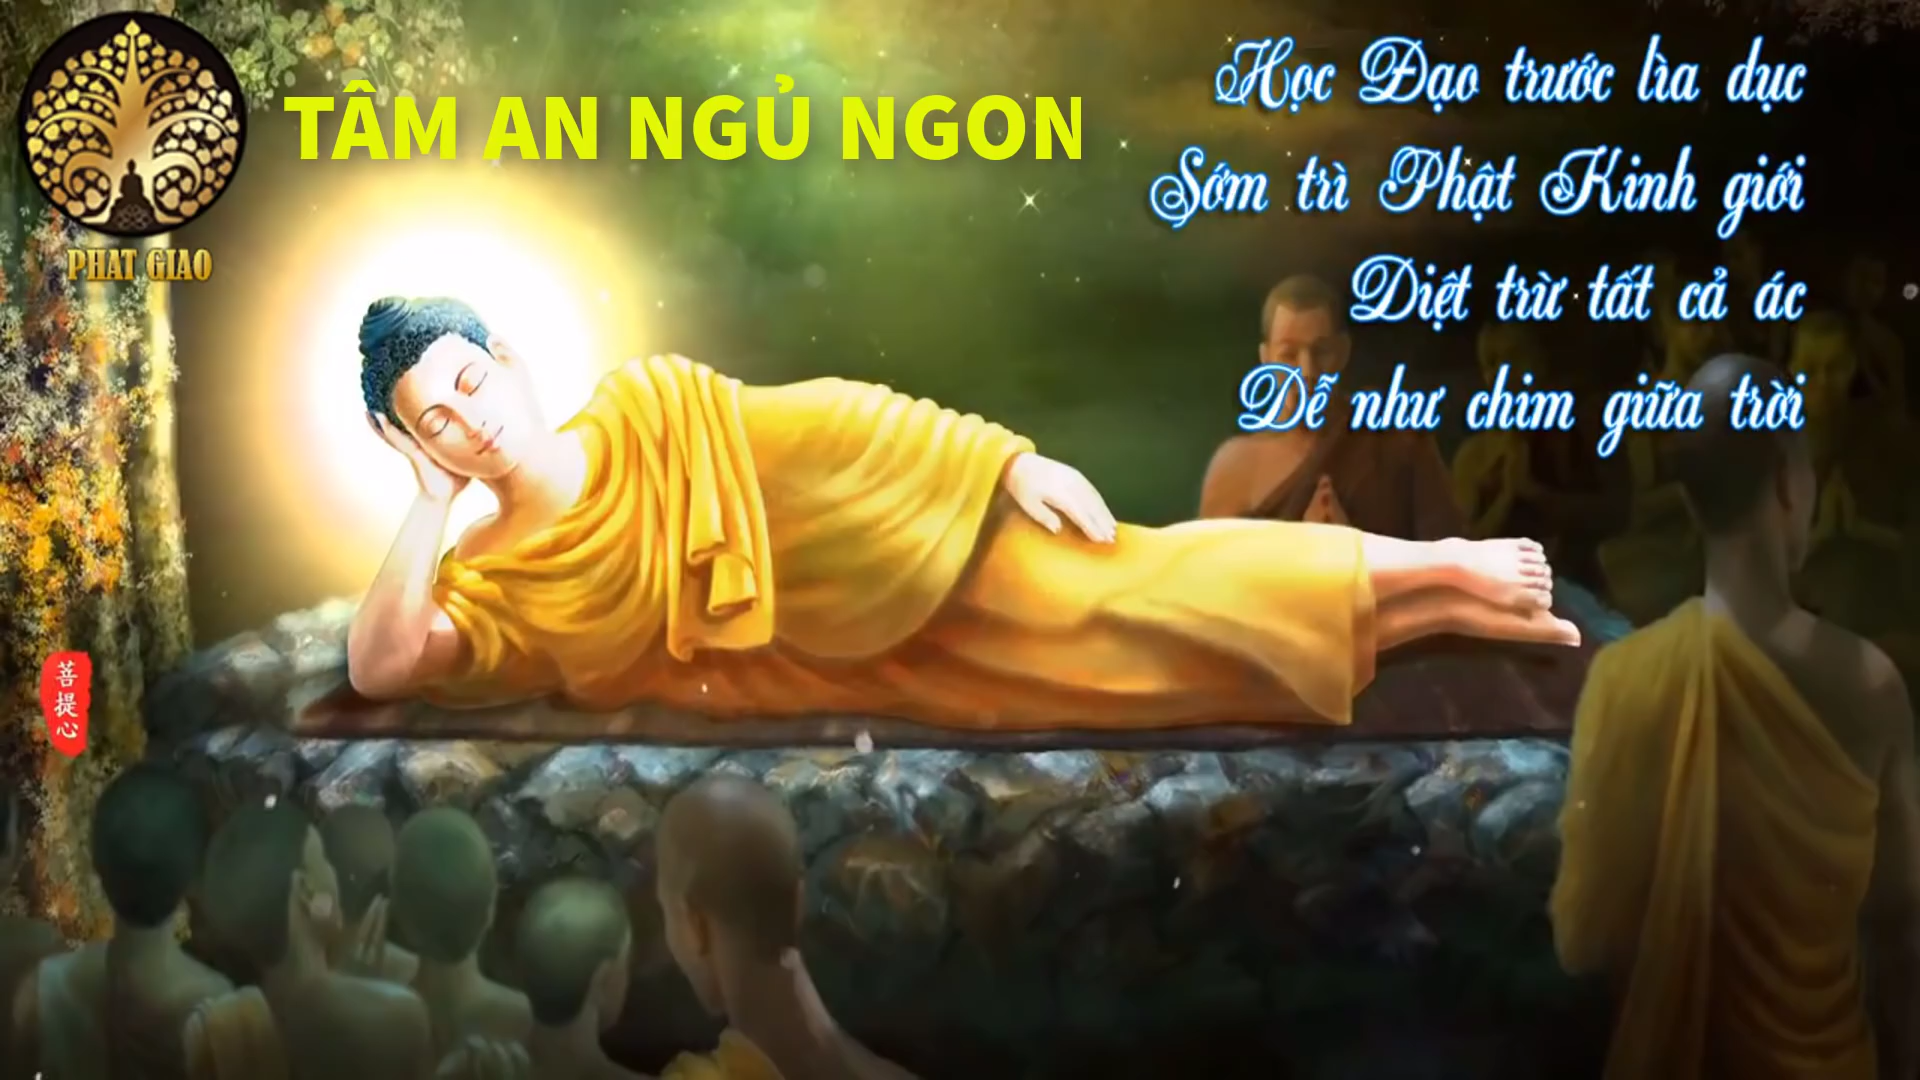 TÂM AN NGỦ NGON
PHAT GIAO
Học Đạo trước lìa dục
Sớm trì Phật Kinh giới
Diệt trừ tất cả ác
Dễ như chim giữa trời
菩提心